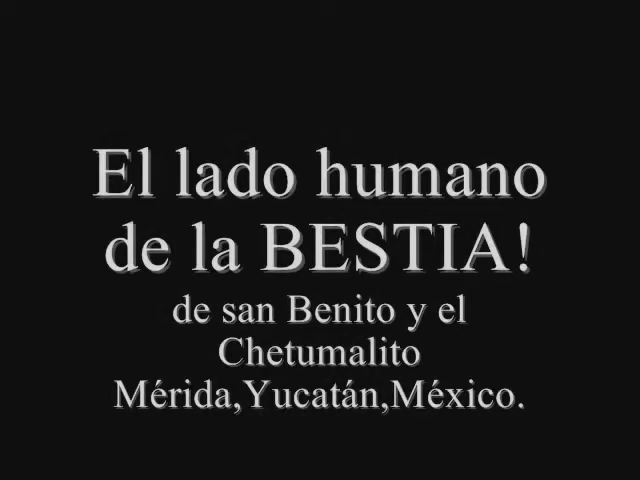 El lado humano
de la BESTIA!
de san Benito y el
Chetumalito
Mérida,Yucatán,México.